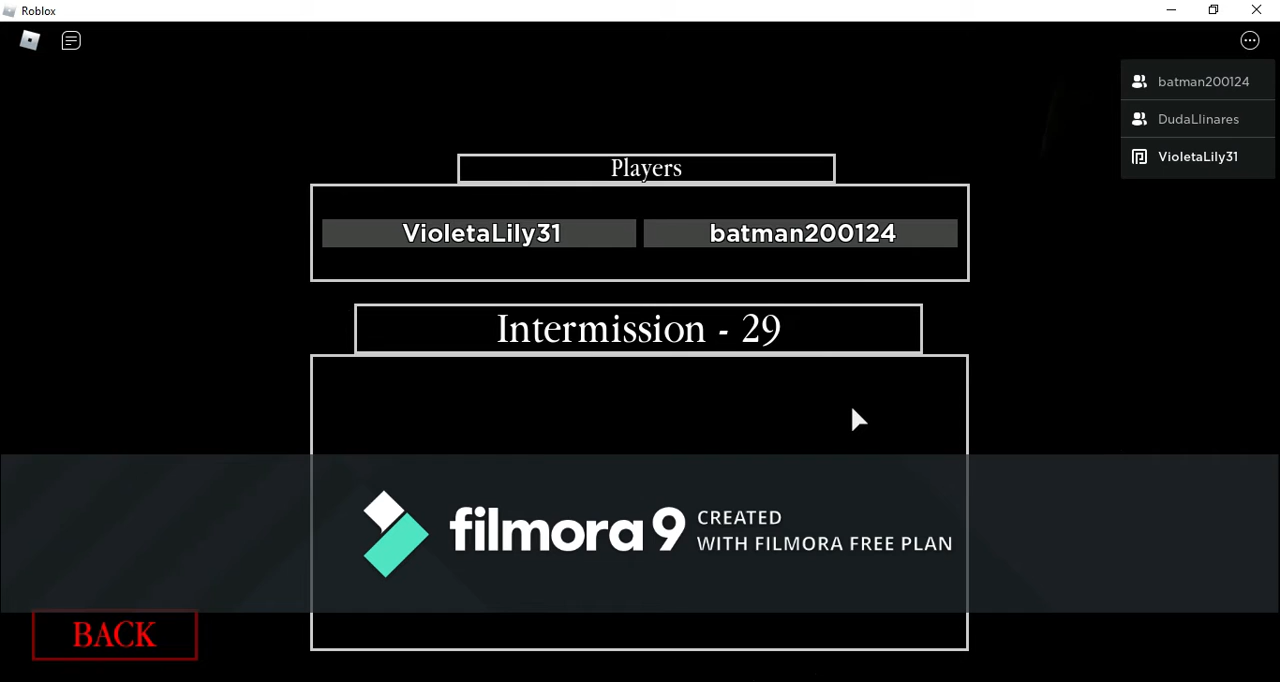 Roblox
batman200124
DudaLlinares
VioletaLily31
Players
VioletaLily31 batman200124
Intermission - 29
filmora 9 CREATED
WITH FILMORA FREE PLAN
BACK